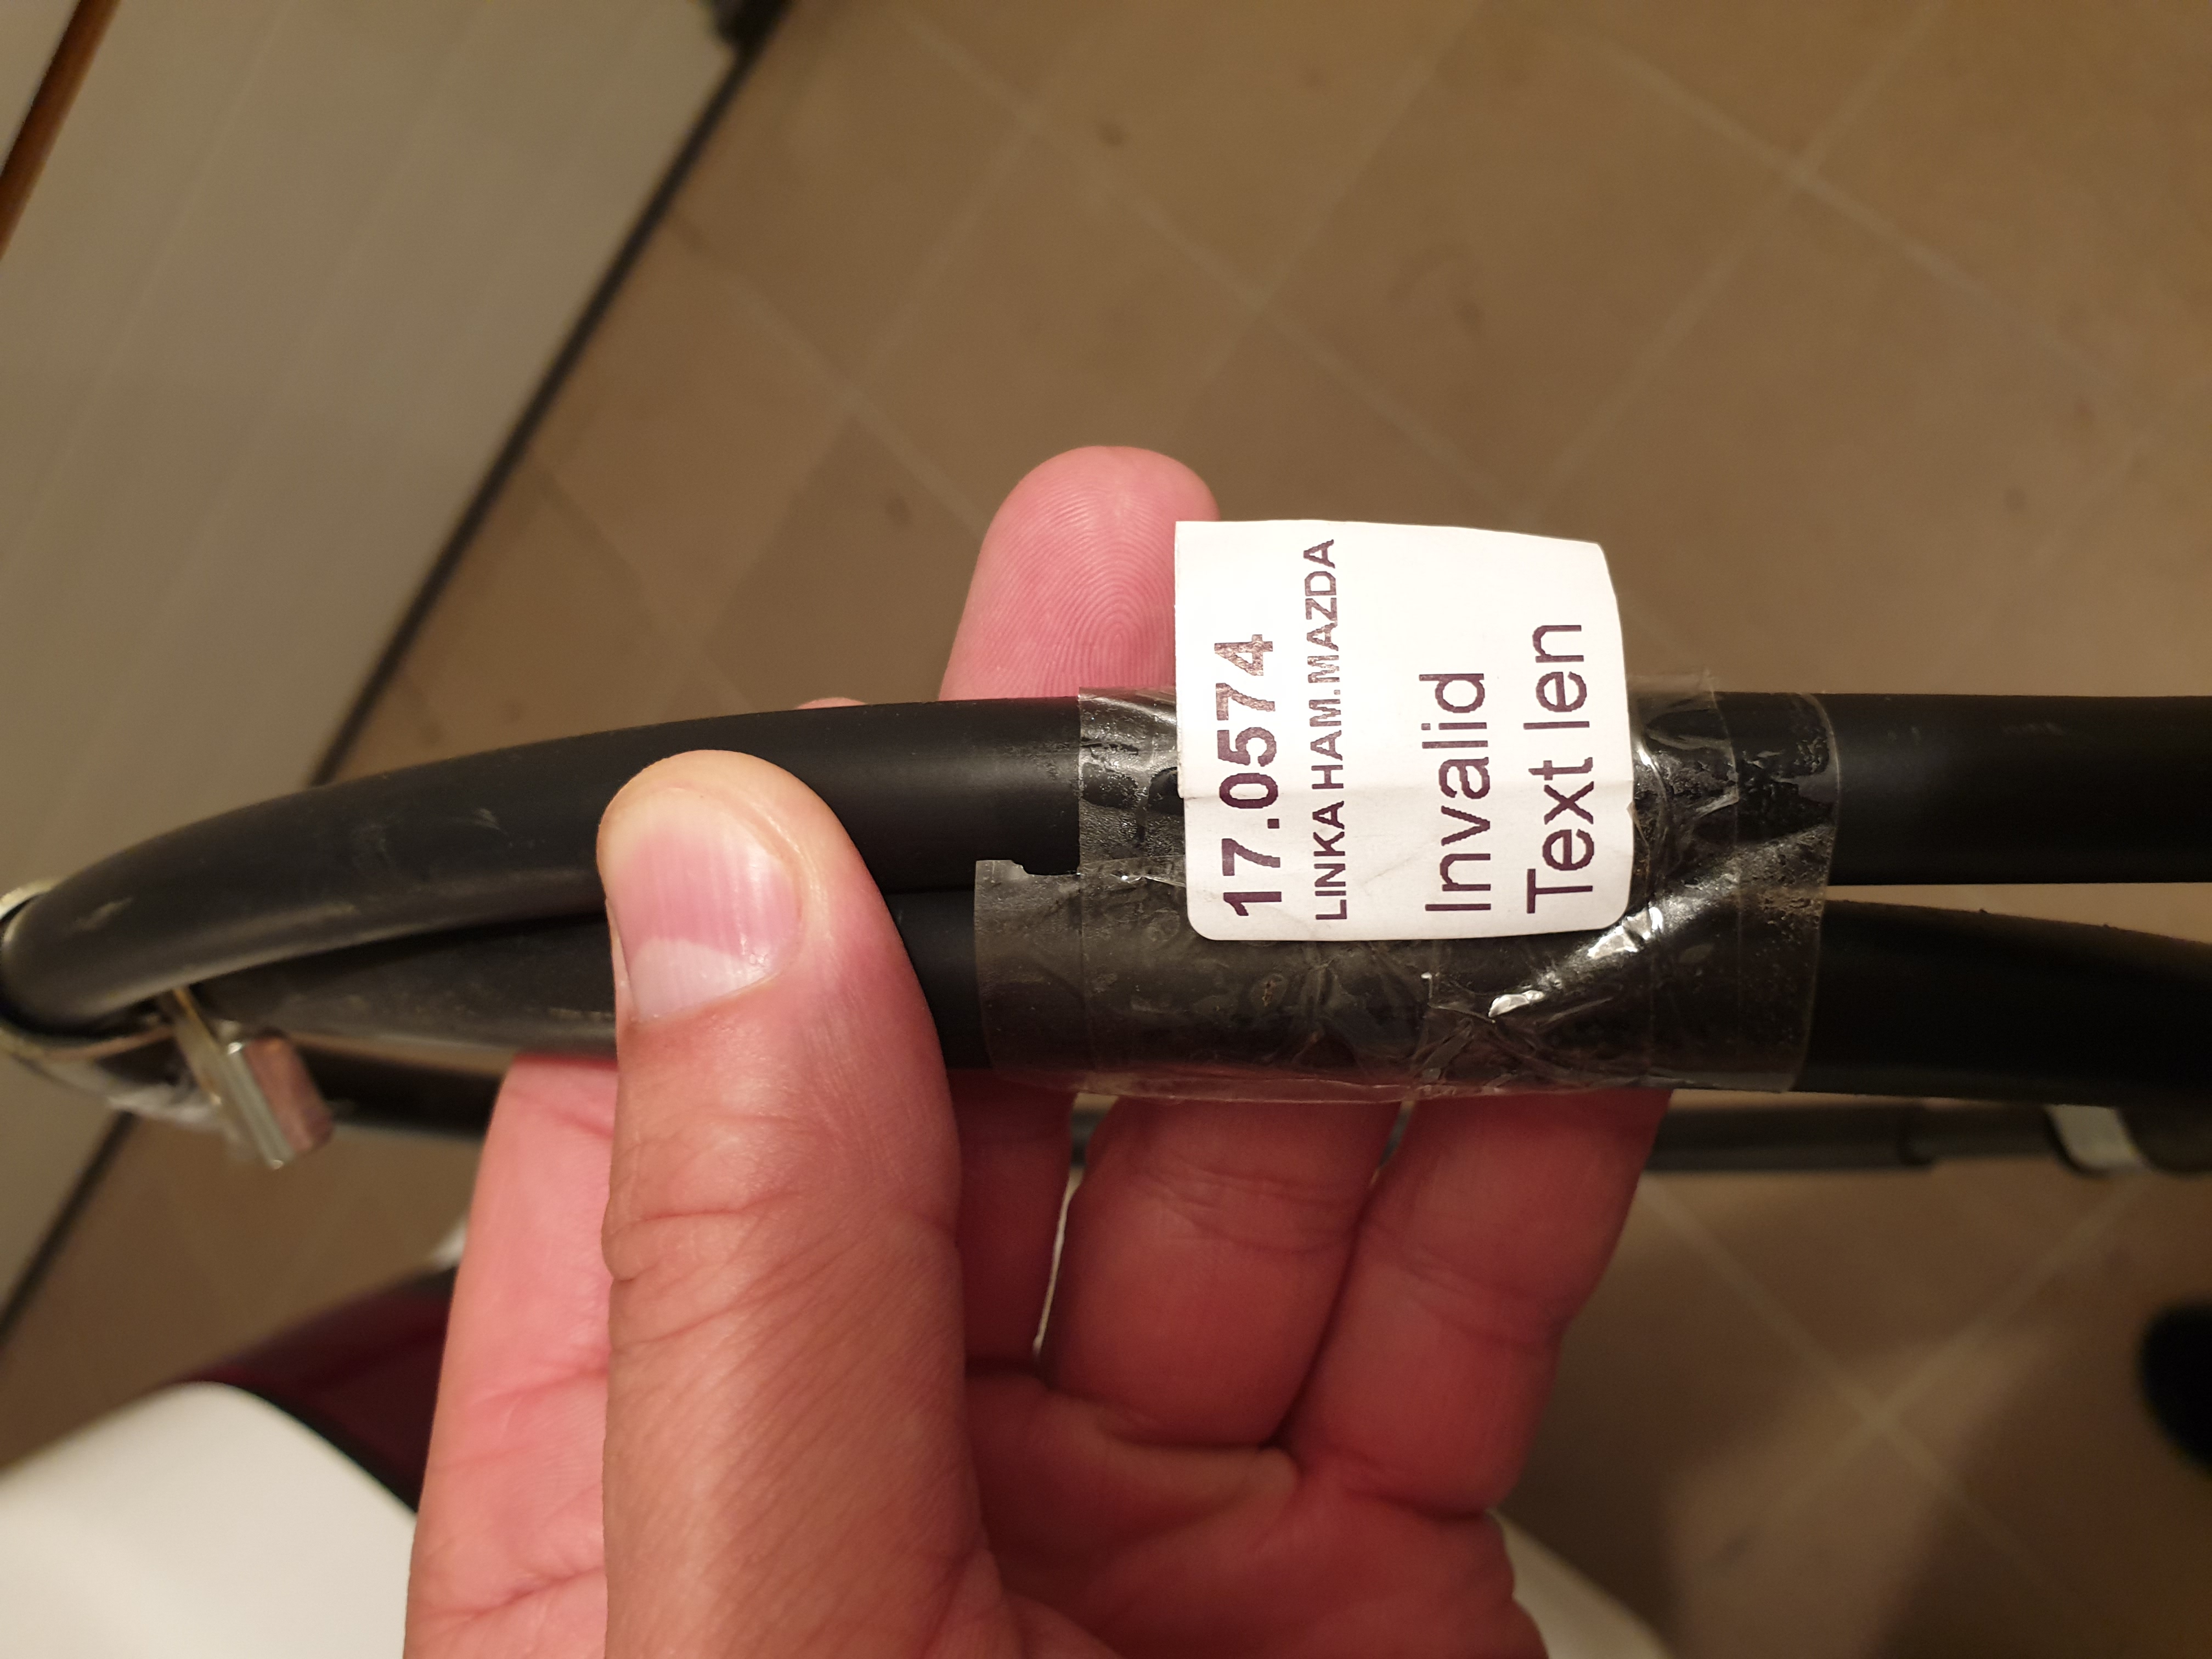 17.0574
LINKA HAM.MAZDA
Invalid
Text len